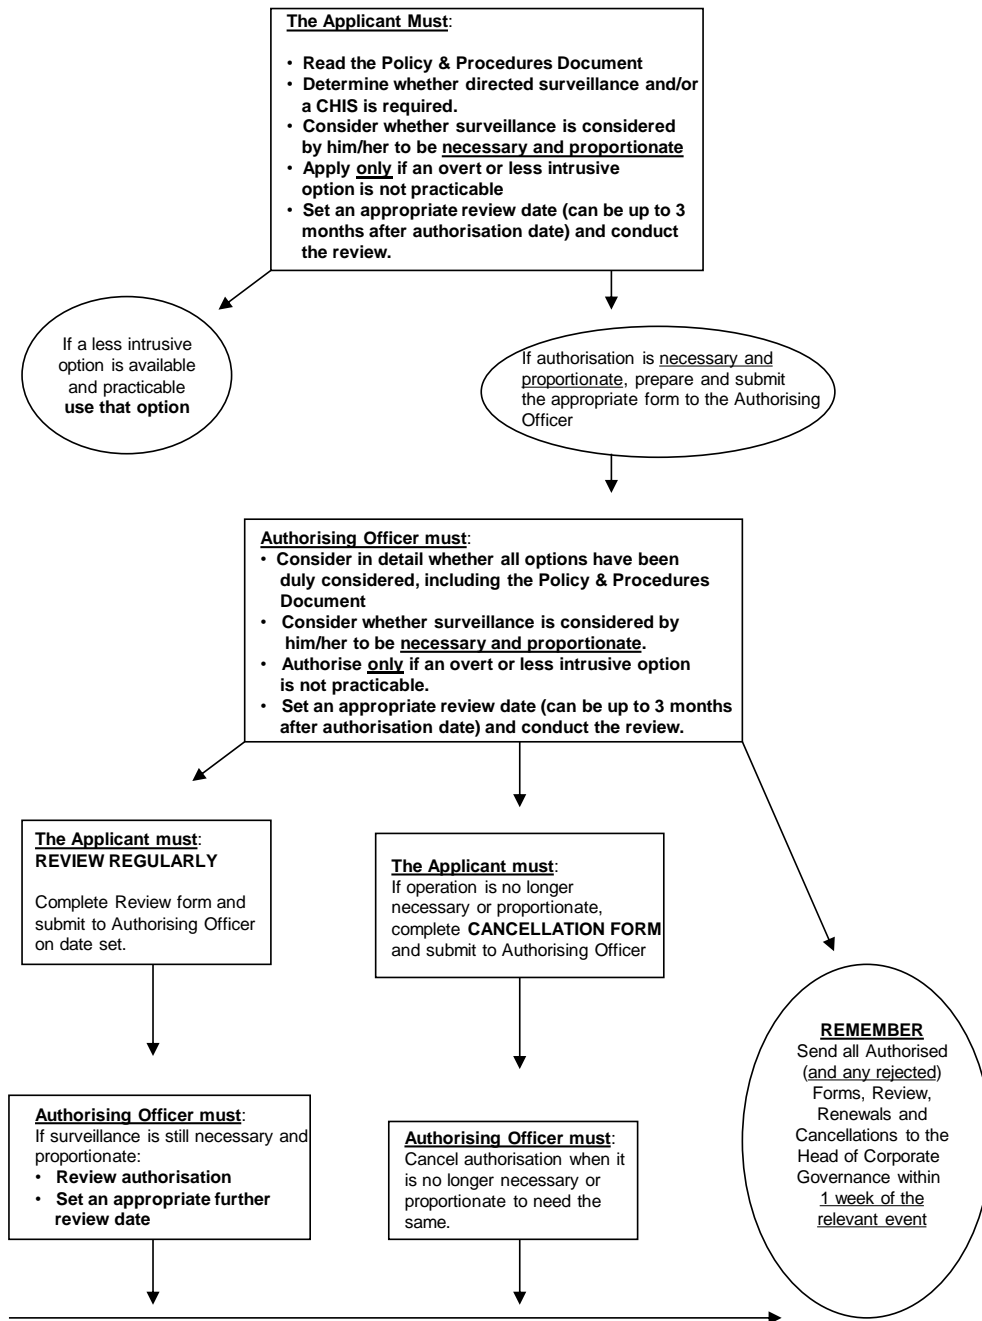 The Applicant Must:
• Read the Policy & Procedures Document
• Determine whether directed surveillance and/or
a CHIS is required.
• Consider whether surveillance is considered
by him/her to be necessary and proportionate
• Apply only if an overt or less intrusive
option is not practicable
• Set an appropriate review date (can be up to 3
months after authorisation date) and conduct
the review.
If a less intrusive
option is available
and practicable
use that option
If authorisation is necessary and
proportionate, prepare and submit
the appropriate form to the Authorising
Officer
Authorising Officer must:
• Consider in detail whether all options have been
duly considered, including the Policy & Procedures
Document
• Consider whether surveillance is considered by
him/her to be necessary and proportionate.
• Authorise only if an overt or less intrusive option
is not practicable.
• Set an appropriate review date (can be up to 3 months
after authorisation date) and conduct the review.
The Applicant must:
REVIEW REGULARLY
Complete Review form and
submit to Authorising Officer
on date set.
The Applicant must:
If operation is no longer
necessary or proportionate,
complete CANCELLATION FORM
and submit to Authorising Officer
Authorising Officer must:
If surveillance is still necessary and
proportionate:
• Review authorisation
• Set an appropriate further
review date
Authorising Officer must:
Cancel authorisation when it
is no longer necessary or
proportionate to need the
same.
REMEMBER
Send all Authorised
(and any rejected)
Forms, Review,
Renewals and
Cancellations to the
Head of Corporate
Governance within
1 week of the
relevant event